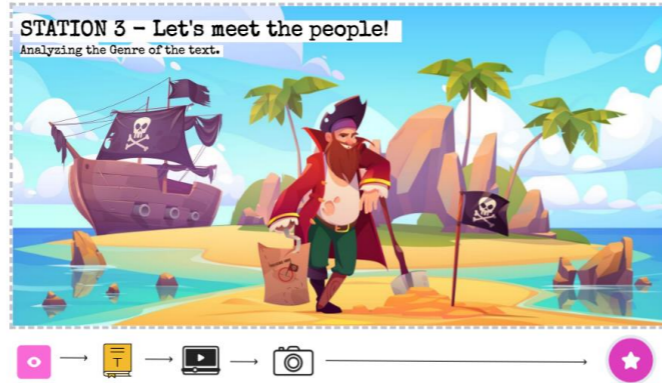 STATION 3 - Let's meet the people!
Analyzing the Genre of the text.
T